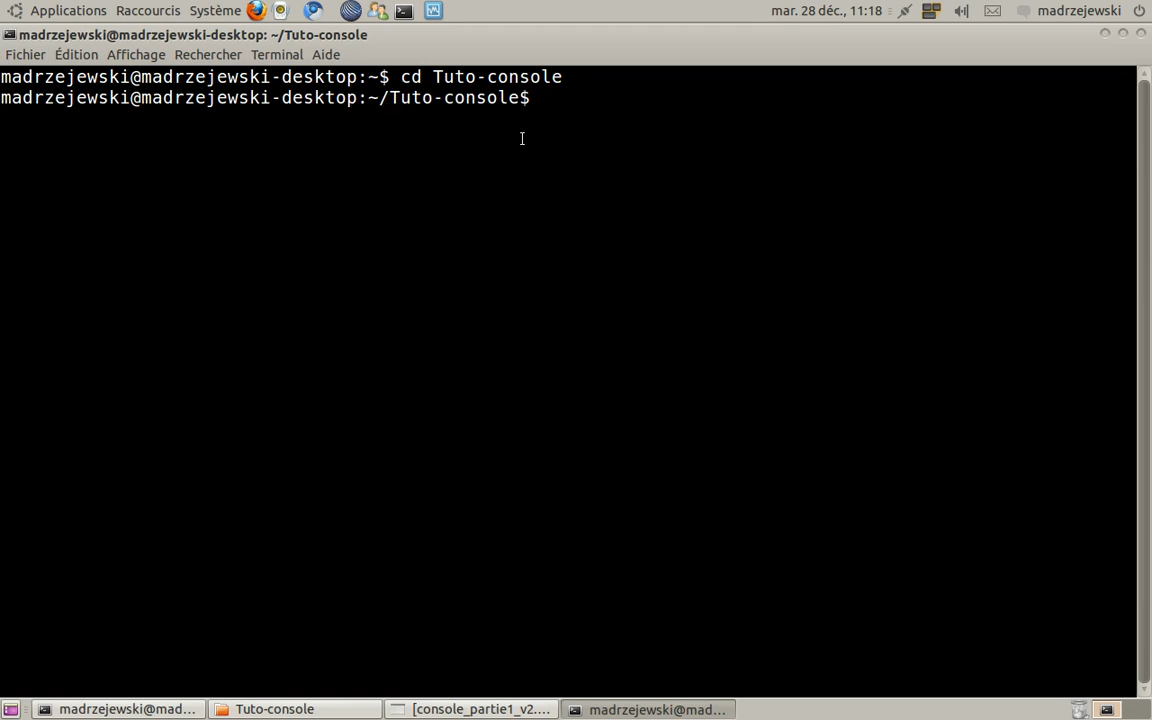 Applications Raccourcis Système mar. 28 déc., 11:18 madrzejewski
madrzejewski@madrzejewski-desktop: ~/Tuto-console
Fichier Édition Affichage Rechercher Terminal Aide
madrzejewski@madrzejewski-desktop:~$ cd Tuto-console
madrzejewski@madrzejewski-desktop:~/Tuto-console$
madrzejewski@mad... Tuto-console [console_partie1_v2.... madrzejewski@mad...